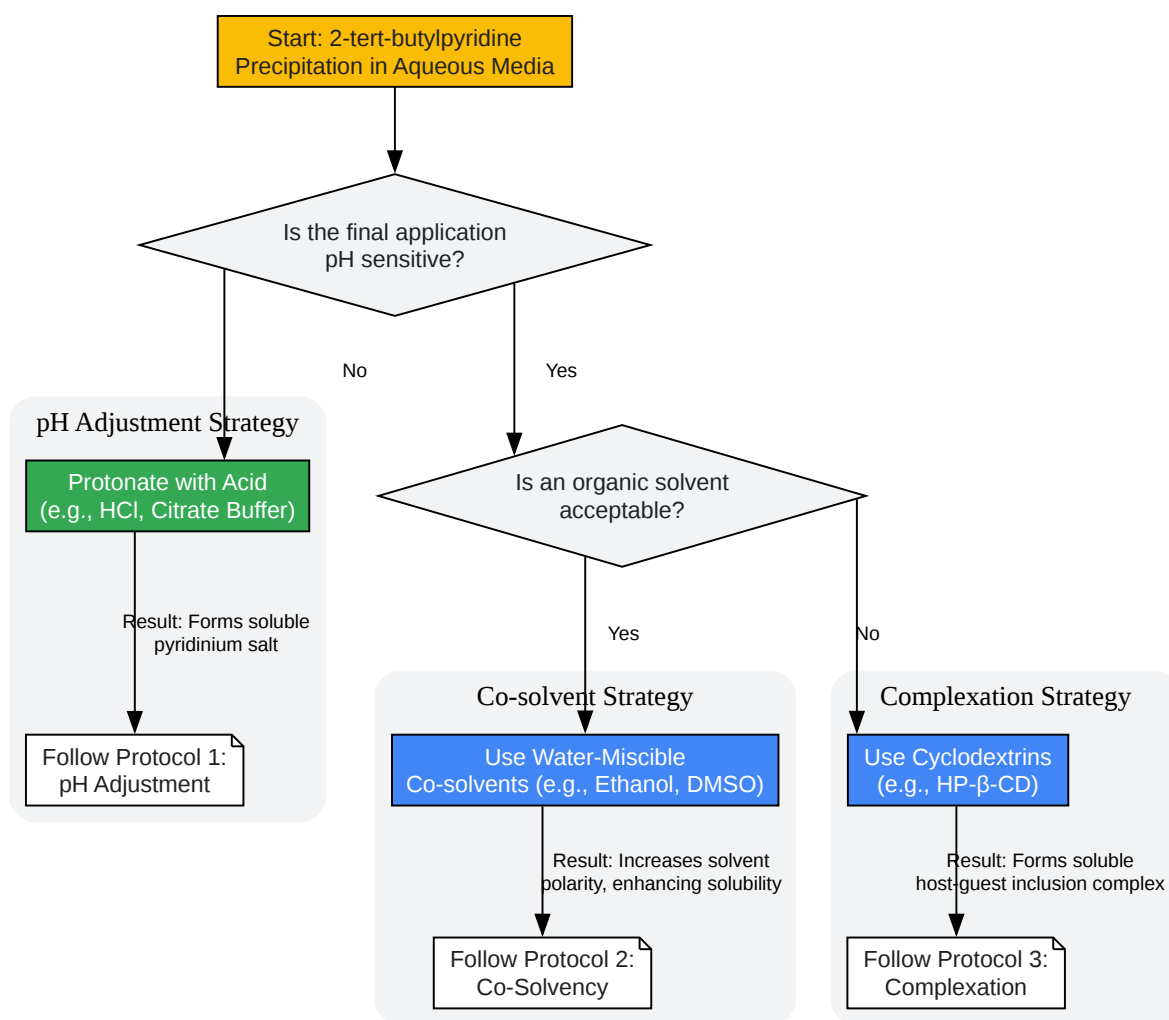 Start: 2-tert-butylpyridine
Precipitation in Aqueous Media
Is the final application
pH sensitive?
No
Yes
pH Adjustment Strategy
Protonate with Acid
(e.g., HCl, Citrate Buffer)
Is an organic solvent
acceptable?
Result: Forms soluble
pyridinium salt
Yes
No
Follow Protocol 1:
pH Adjustment
Co-solvent Strategy
Use Water-Miscible
Co-solvents (e.g., Ethanol, DMSO)
Complexation Strategy
Use Cyclodextrins
(e.g., HP-β-CD)
Result: Increases solvent
polarity, enhancing solubility
Result: Forms soluble
host-guest inclusion complex
Follow Protocol 2:
Co-Solvency
Follow Protocol 3:
Complexation